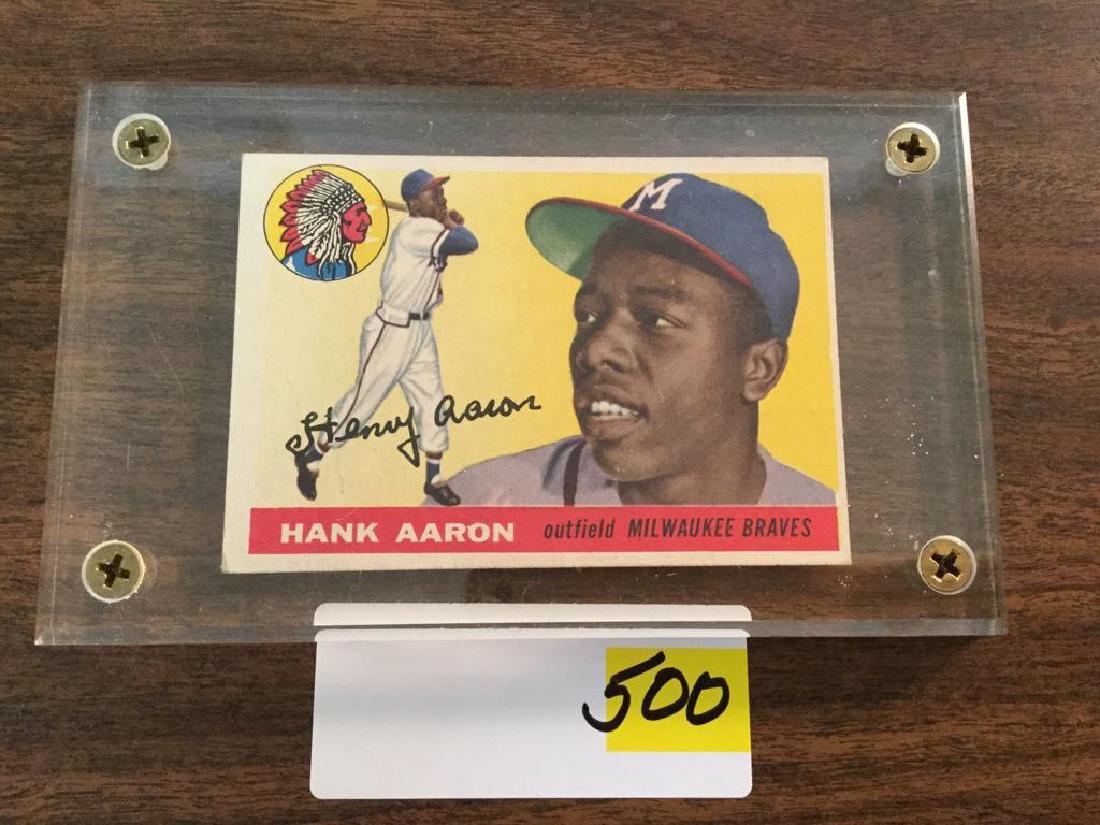 M
Henry Aaron
HANK AARON outfield MILWAUKEE BRAVES
500